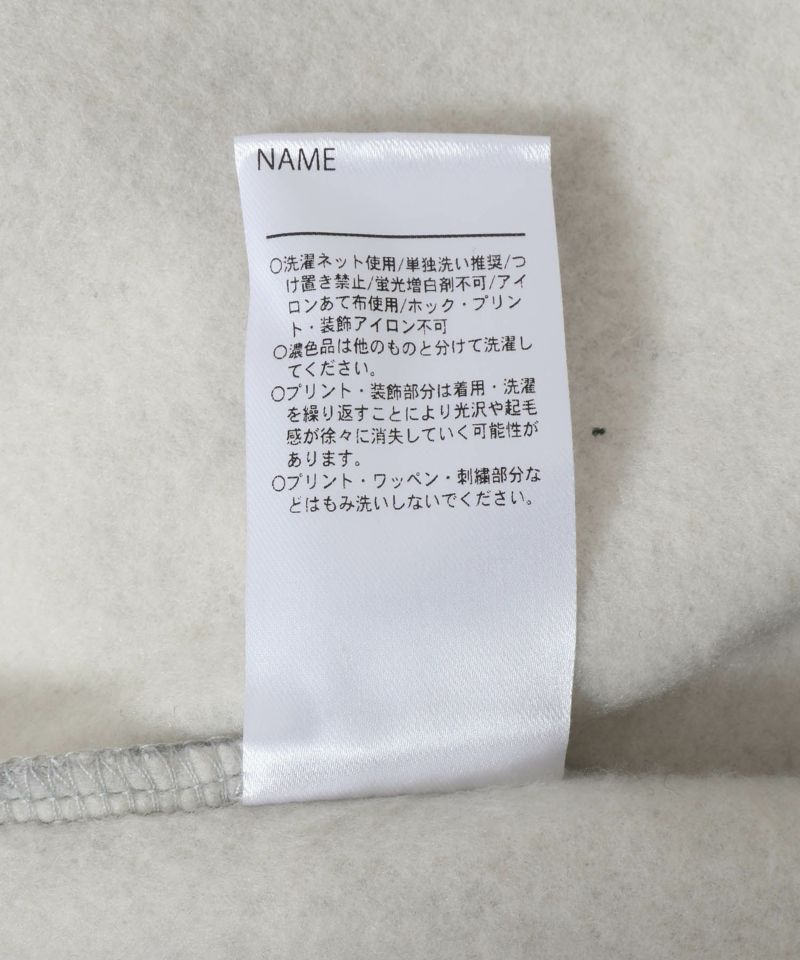 NAME
○洗濯ネット使用/単独洗い推奨/つ
け置き禁止/蛍光増白剤不可/アイ
ロンあて布使用/ホック・プリン
ト・装飾アイロン不可
○濃色品は他のものと分けて洗濯し
てください。
○プリント・装飾部分は着用・洗濯
を繰り返すことにより光沢や起毛
感が徐々に消失していく可能性が
あります。
○プリント・ワッペン・刺繍部分な
どはもみ洗いしないでください。